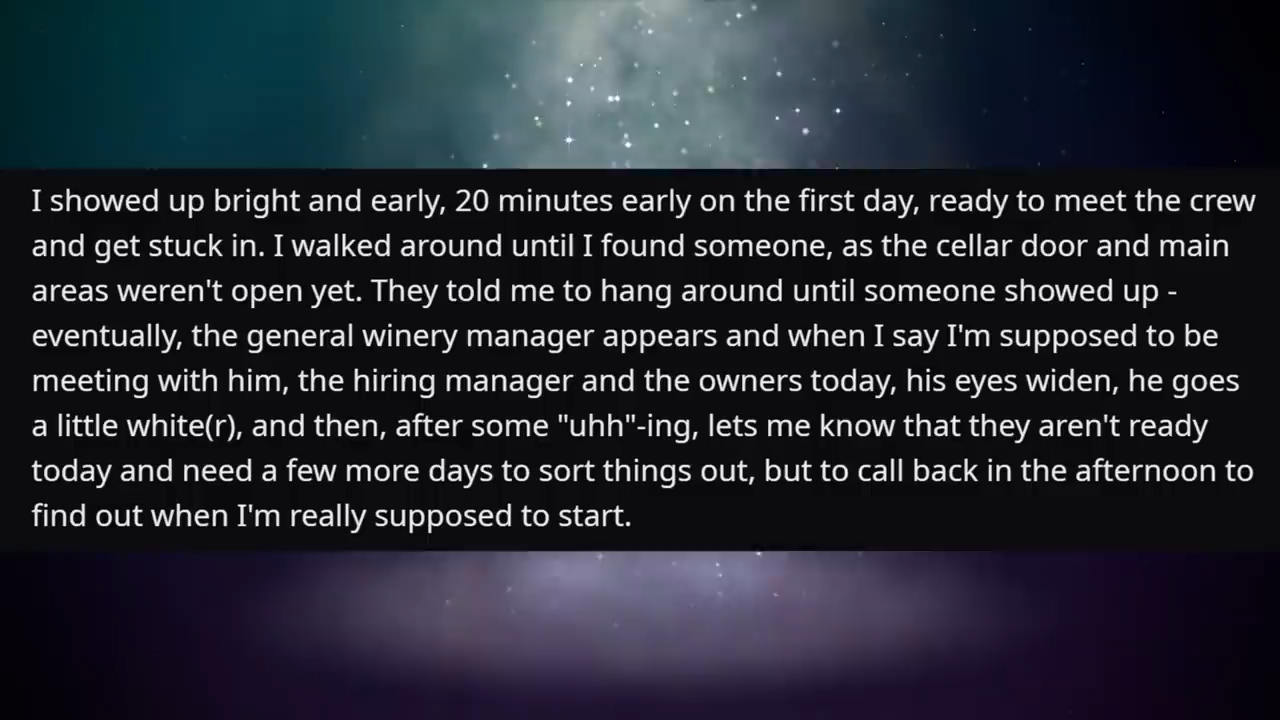 I showed up bright and early, 20 minutes early on the first day, ready to meet the crew
and get stuck in. I walked around until I found someone, as the cellar door and main
areas weren't open yet. They told me to hang around until someone showed up -
eventually, the general winery manager appears and when I say I'm supposed to be
meeting with him, the hiring manager and the owners today, his eyes widen, he goes
a little white(r), and then, after some "uhh"-ing, lets me know that they aren't ready
today and need a few more days to sort things out, but to call back in the afternoon to
find out when I'm really supposed to start.